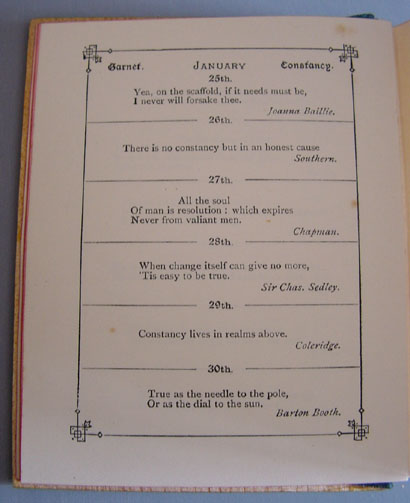 Garnet. JANUARY Constancy.
25th.
Yea, on the scaffold, if it needs must be,
I never will forsake thee.
Joanna Baillie.
26th.
There is no constancy but in an honest cause
Southern.
27th.
All the soul
Of man is resolution : which expires
Never from valiant men.
Chapman.
28th.
When change itself can give no more,
'Tis easy to be true.
Sir Chas. Sedley.
29th.
Constancy lives in realms above.
Coleridge.
30th.
True as the needle to the pole,
Or as the dial to the sun.
Barton Booth.